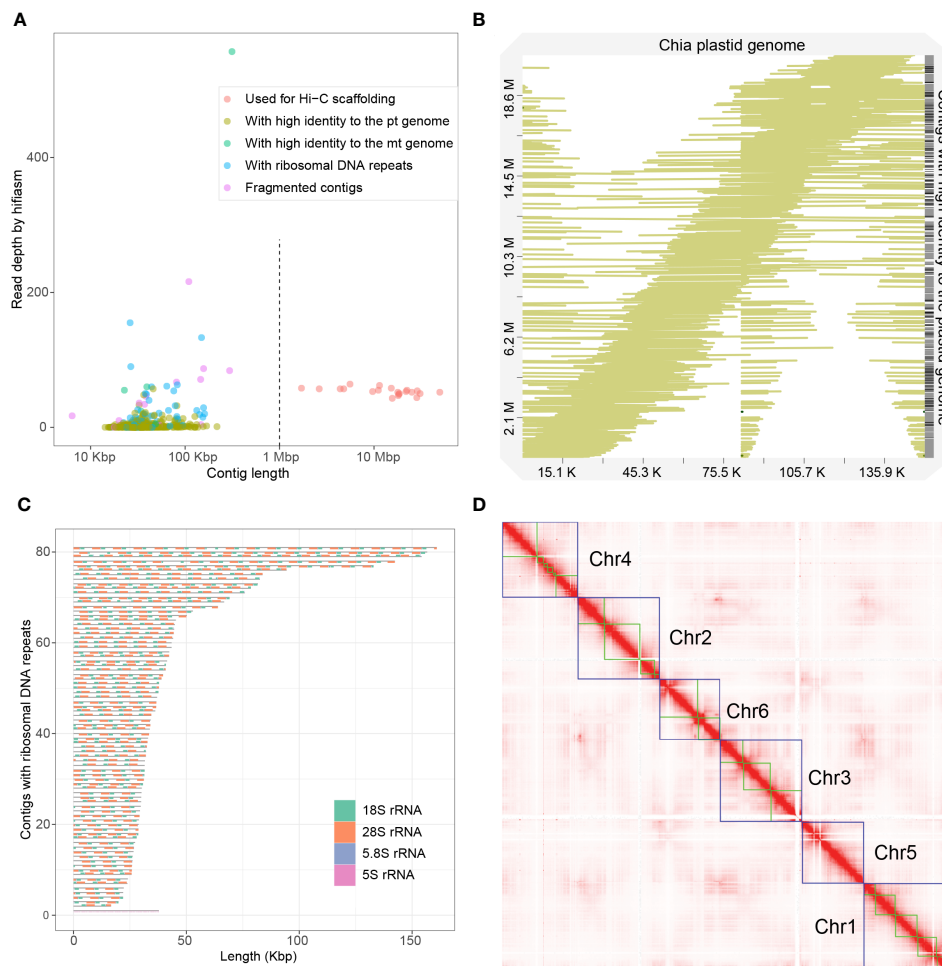 A
Read depth by hifiasm
400
200
0
Used for Hi−C scaffolding
With high identity to the pt genome
With high identity to the mt genome
With ribosomal DNA repeats
Fragmented contigs
10 Kbp
100 Kbp
1 Mbp
10 Mbp
Contig length
B
Chia plastid genome
18.6 M
14.5 M
10.3 M
6.2 M
2.1 M
15.1 K
45.3 K
75.5 K
105.7 K
135.9 K
Contigs with high identity to the plastid genome
C
Contigs with ribosomal DNA repeats
80
60
40
20
0
18S rRNA
28S rRNA
5.8S rRNA
5S rRNA
0
50
100
150
Length (Kbp)
D
Chr4
Chr2
Chr6
Chr3
Chr5
Chr1